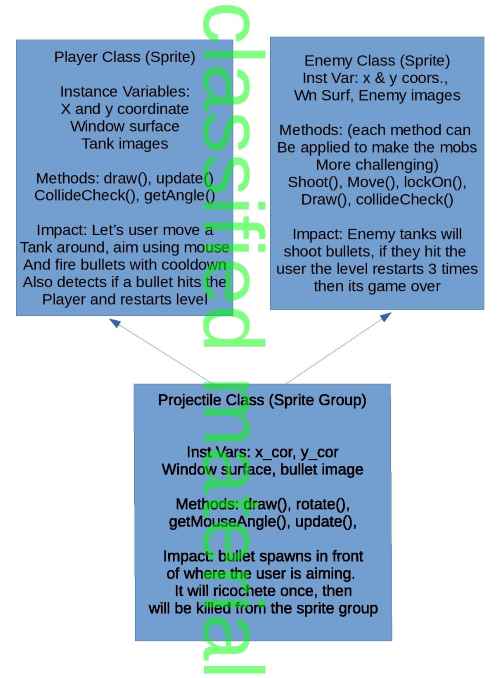 Player Class (Sprite)
Instance Variables:
X and y coordinate
Window surface
Tank images
Methods: draw(), update()
CollideCheck(), getAngle()
Impact: Let's user move a
Tank around, aim using mouse
And fire bullets with cooldown
Also detects if a bullet hits the
Player and restarts level
Enemy Class (Sprite)
Inst Var: x & y coors.,
Wn Surf, Enemy images
Methods: (each method can
Be applied to make the mobs
More challenging)
Shoot(), Move(), lockOn(),
Draw(), collideCheck()
Impact: Enemy tanks will
shoot bullets, if they hit the
user the level restarts 3 times
then its game over
Projectile Class (Sprite Group)
Inst Vars: x_cor, y_cor
Window surface, bullet image
Methods: draw(), rotate(),
getMouseAngle(), update(),
Impact: bullet spawns in front
of where the user is aiming.
It will ricochete once, then
will be killed from the sprite group
classified material